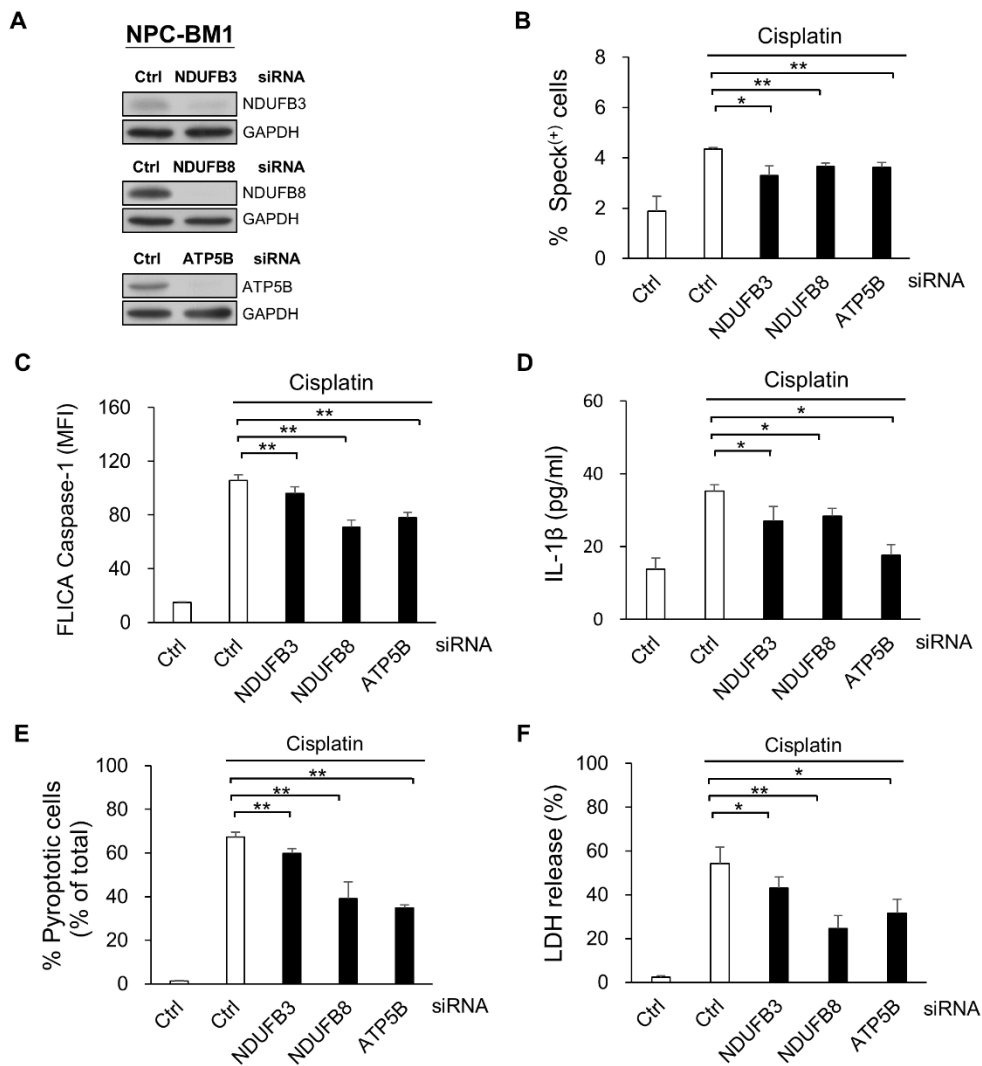 A
NPC-BM1
Ctrl NDUFB3 siRNA
NDUFB3
GAPDH
Ctrl NDUFB8 siRNA
NDUFB8
GAPDH
Ctrl ATP5B siRNA
ATP5B
GAPDH
B
Cisplatin
**
**
*
% Speck(+) cells
8
6
4
2
0
Ctrl
Ctrl
NDUFB3
NDUFB8
ATP5B
siRNA
C
Cisplatin
**
**
**
FLICA Caspase-1 (MFI)
160
120
80
40
0
Ctrl
Ctrl
NDUFB3
NDUFB8
ATP5B
siRNA
D
Cisplatin
*
*
*
IL-1β (pg/ml)
60
40
20
0
Ctrl
Ctrl
NDUFB3
NDUFB8
ATP5B
siRNA
E
Cisplatin
**
**
**
% Pyroptotic cells
(% of total)
100
80
60
40
20
0
Ctrl
Ctrl
NDUFB3
NDUFB8
ATP5B
siRNA
F
Cisplatin
*
**
*
LDH release (%)
100
80
60
40
20
0
Ctrl
Ctrl
NDUFB3
NDUFB8
ATP5B
siRNA